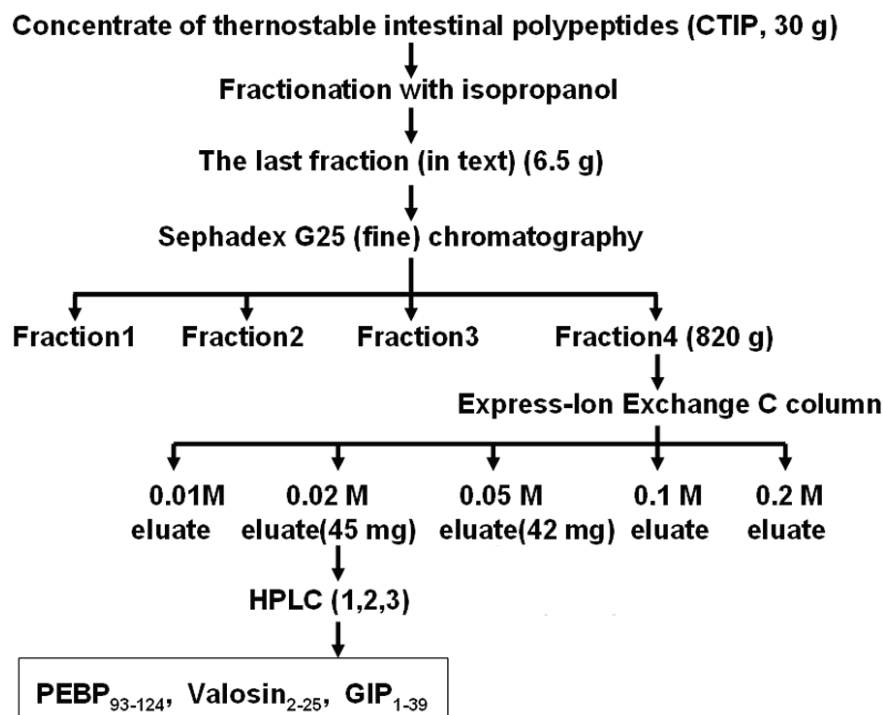 Concentrate of thernostable intestinal polypeptides (CTIP, 30 g)
Fractionation with isopropanol
The last fraction (in text) (6.5 g)
Sephadex G25 (fine) chromatography
Fraction1 Fraction2 Fraction3 Fraction4 (820 g)
Express-Ion Exchange C column
0.01M 0.02 M 0.05 M 0.1 M 0.2 M
eluate eluate(45 mg) eluate(42 mg) eluate eluate
HPLC (1,2,3)
PEBP93-124, Valosin2-25, GIP1-39